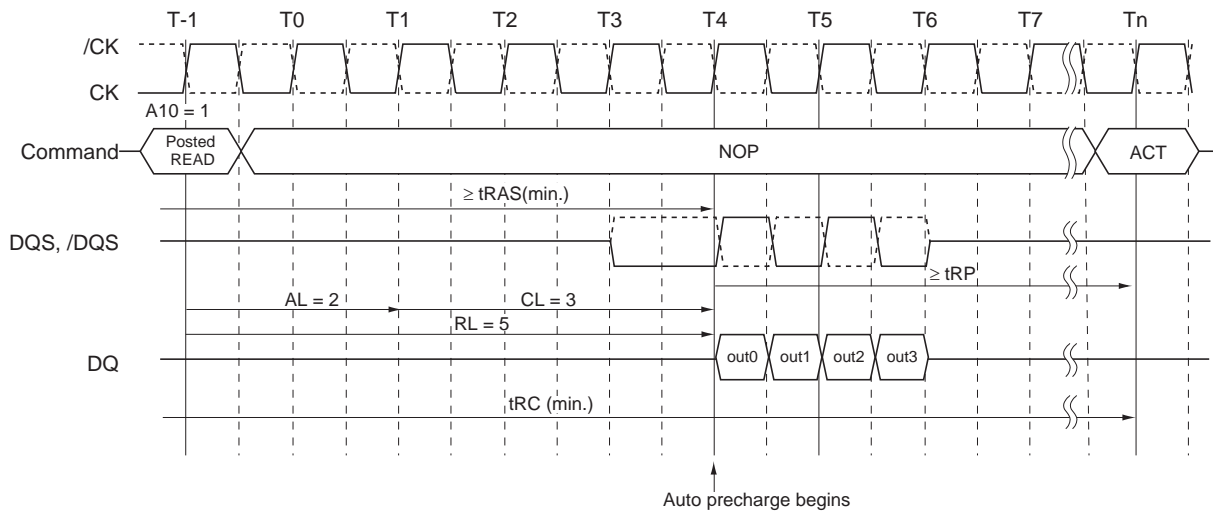 T-1 T0 T1 T2 T3 T4 T5 T6 T7 Tn
/CK
CK
A10 = 1
Command Posted READ NOP ACT
≥ tRAS(min.)
DQS, /DQS
≥ tRP
AL = 2 CL = 3
RL = 5
DQ out0 out1 out2 out3
tRC (min.)
Auto precharge begins